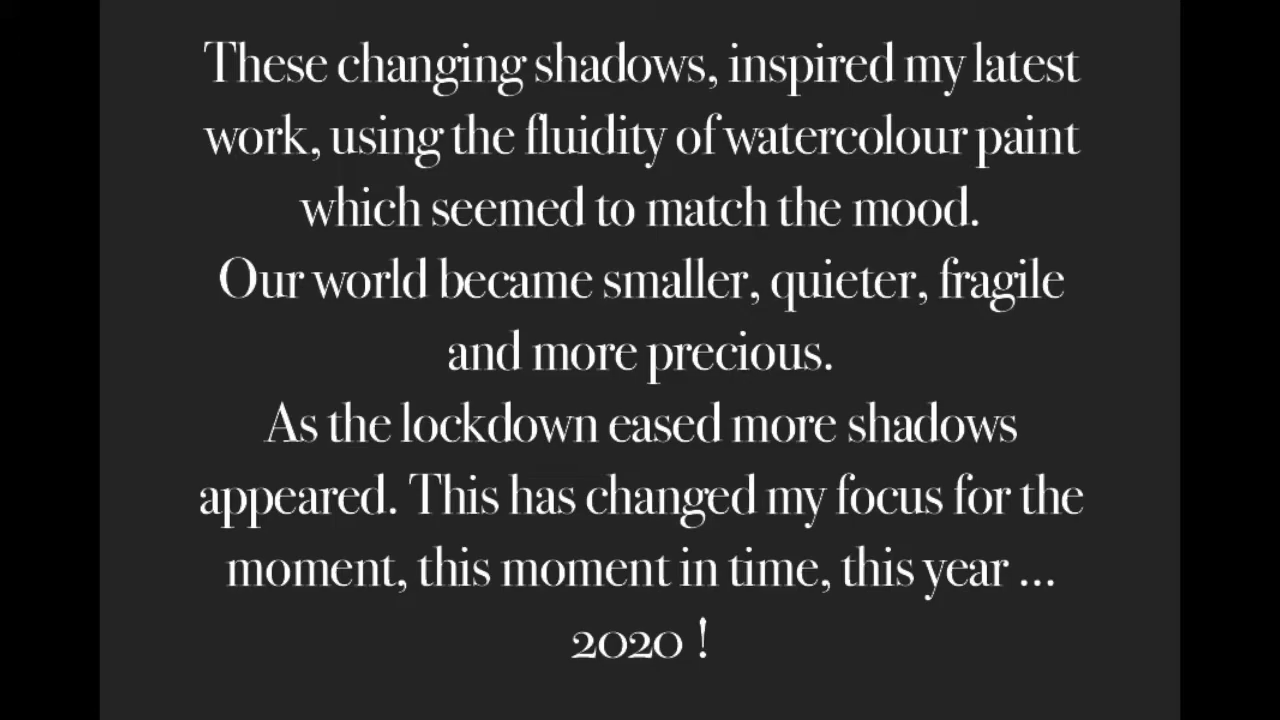 These changing shadows, inspired my latest
work, using the fluidity of watercolour paint
which seemed to match the mood.
Our world became smaller, quieter, fragile
and more precious.
As the lockdown eased more shadows
appeared. This has changed my focus for the
moment, this moment in time, this year ...
2020 !